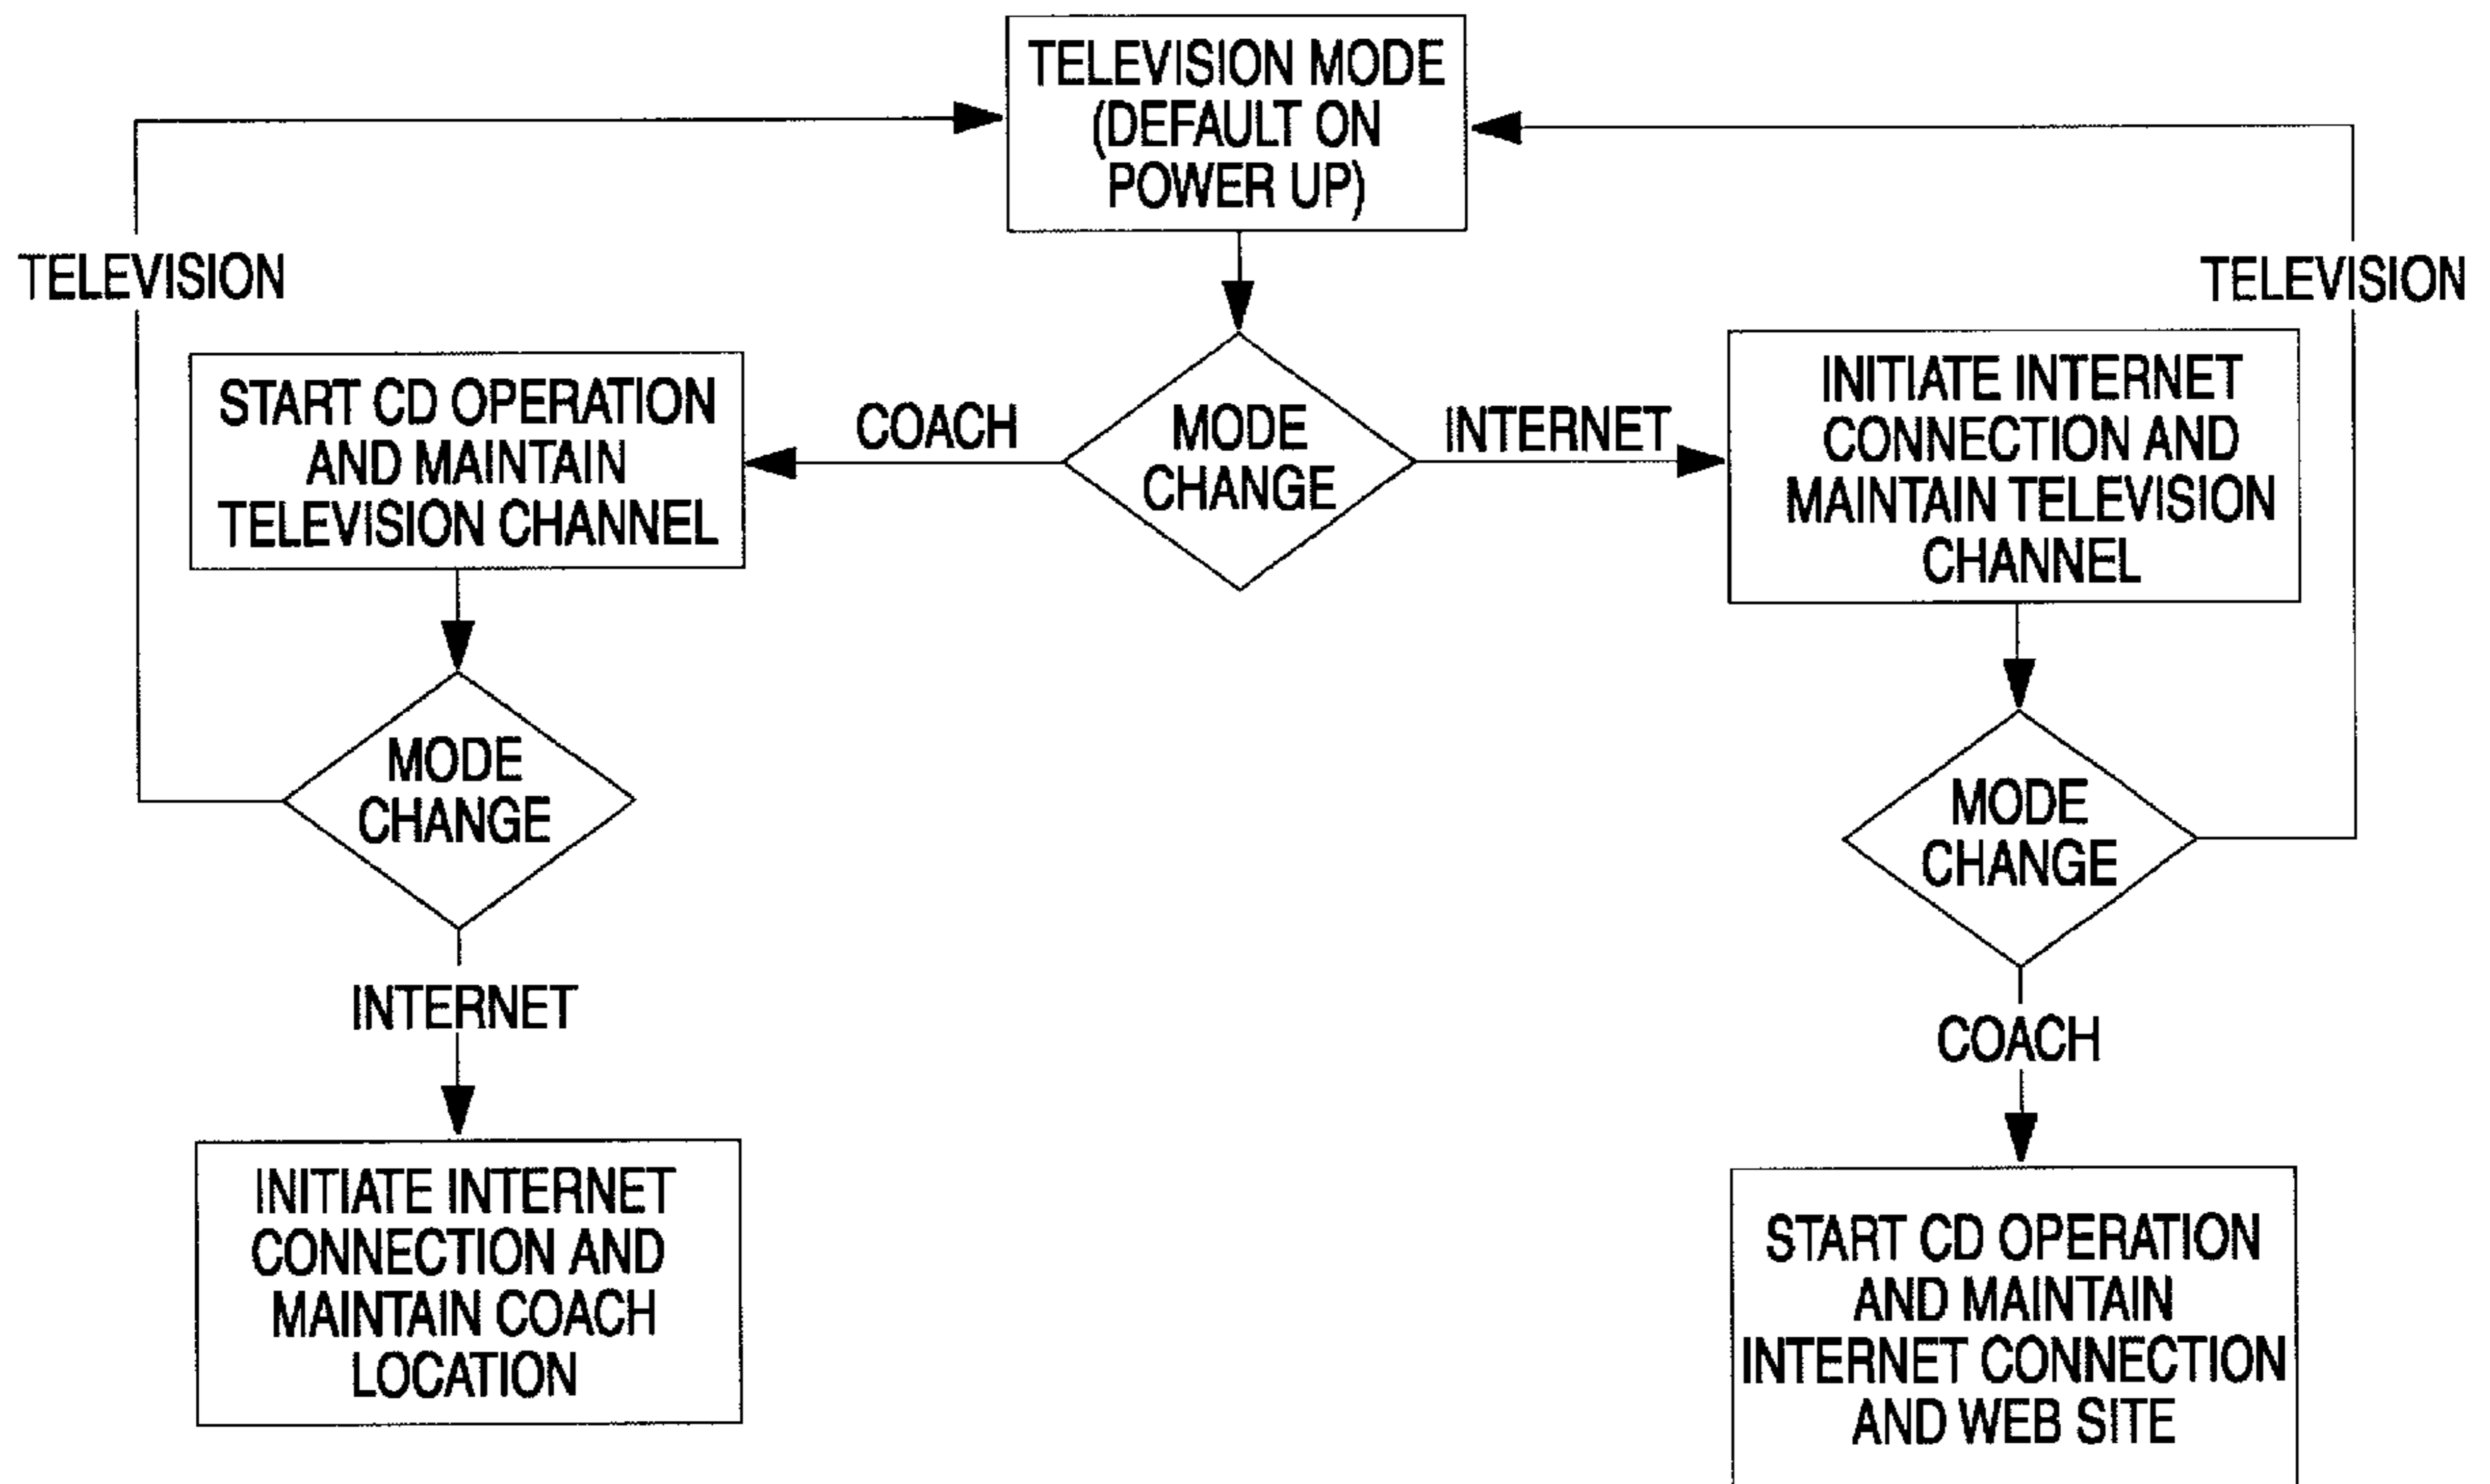 TELEVISION MODE
(DEFAULT ON
POWER UP)
TELEVISION
TELEVISION
START CD OPERATION
AND MAINTAIN
TELEVISION CHANNEL
COACH
MODE
CHANGE
INTERNET
INITIATE INTERNET
CONNECTION AND
MAINTAIN TELEVISION
CHANNEL
MODE
CHANGE
MODE
CHANGE
INTERNET
COACH
INITIATE INTERNET
CONNECTION AND
MAINTAIN COACH
LOCATION
START CD OPERATION
AND MAINTAIN
INTERNET CONNECTION
AND WEB SITE